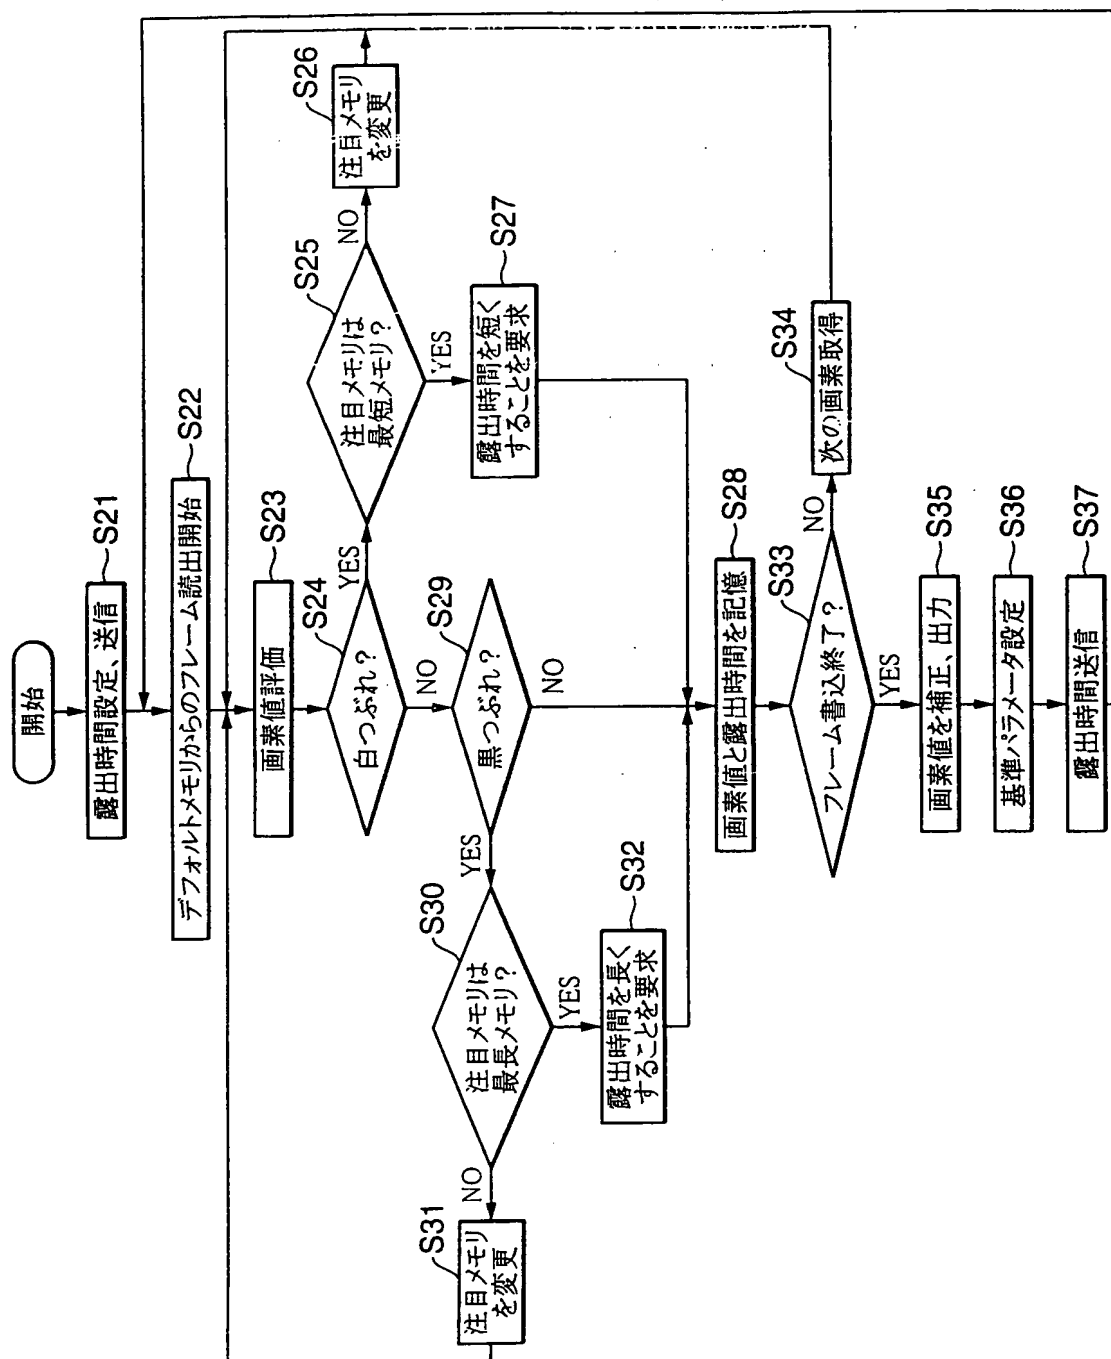 開始
露出時間設定、送信
S21
デフォルトメモリからのフレーム読出開始
S22
画素値評価
S23
白つぶれ?
S24
YES
NO
注目メモリは
最短メモリ?
S25
NO
YES
注目メモリ
を変更
S26
露出時間を短く
することを要求
S27
黒つぶれ?
S29
YES
NO
注目メモリは
最長メモリ?
S30
NO
YES
注目メモリ
を変更
S31
露出時間を長く
することを要求
S32
画素値と露出時間を記憶
S28
フレーム書込終了?
S33
NO
YES
次の画素取得
S34
画素値を補正、出力
S35
基準パラメータ設定
S36
露出時間送信
S37